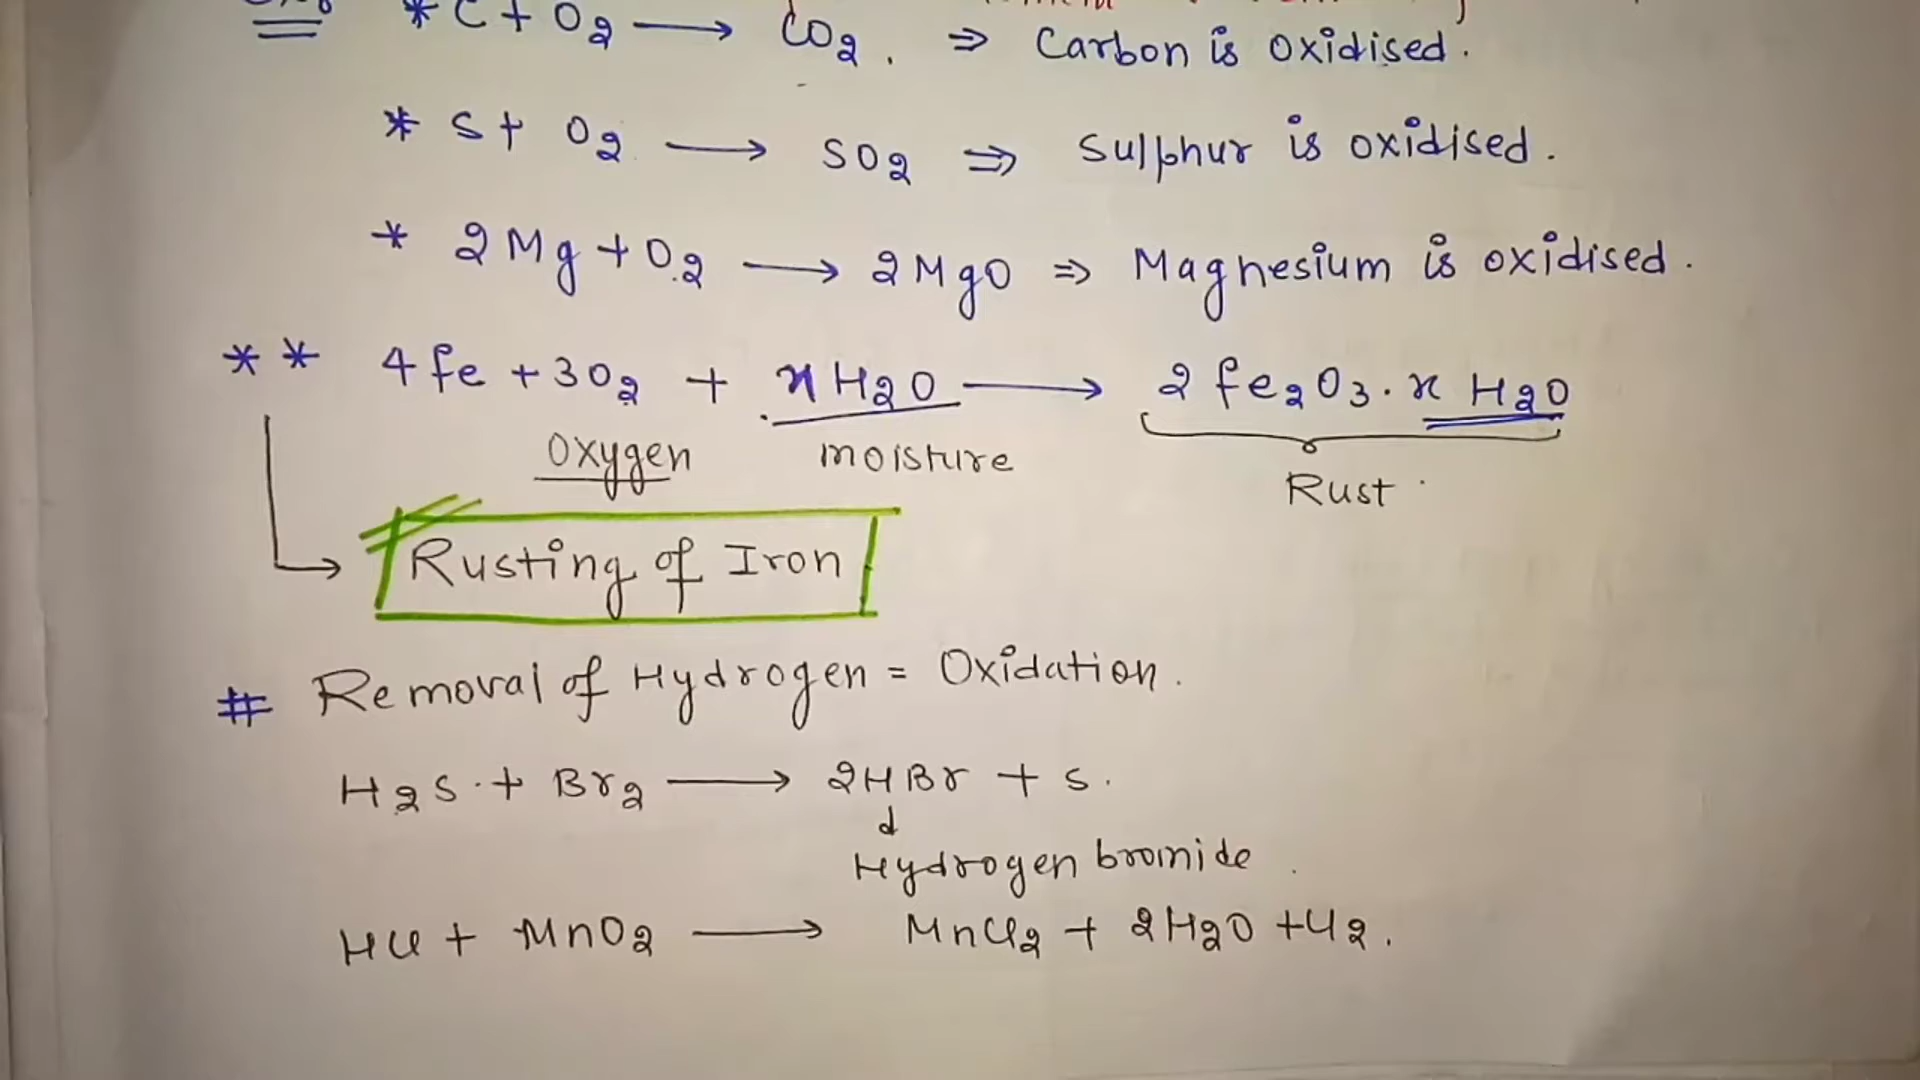 * C + O2 ⟶ CO2. ⇒ Carbon is oxidised.
* S + O2 ⟶ SO2 ⇒ Sulphur is oxidised.
* 2Mg + O2 ⟶ 2MgO ⇒ Magnesium is oxidised.
** 4Fe + 3O2 + xH2O ⟶ 2Fe2O3.xH2O
Oxygen moisture
Rust
Rusting of Iron
# Removal of Hydrogen = Oxidation.
H2S + Br2 ⟶ 2HBr + S.
Hydrogen bromide
HCl + MnO2 ⟶ MnCl2 + 2H2O + Cl2.